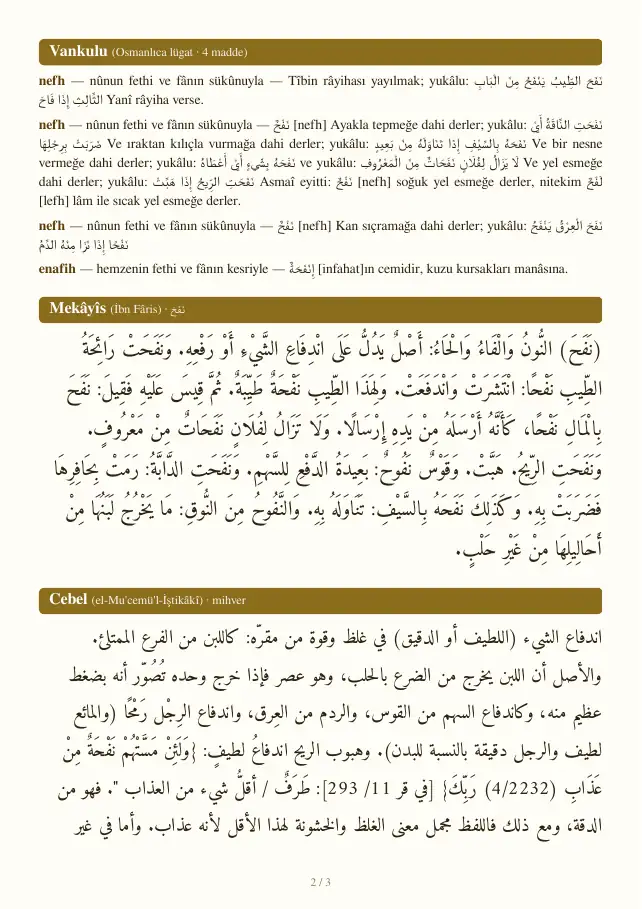 Vankulu (Osmanlıca lügat · 4 madde)
nefh — nûnun fethi ve fânın sükûnuyla — Tîbin râyihası yayılmak; yukâlu: نَفَحَ الطِّيبُ يَنْفَحُ مِنَ الْبَابِ
الثَّالِثِ إِذَا فَاحَ Yanî râyiha verse.
nefh — nûnun fethi ve fânın sükûnuyla — نَفْحٌ [nefh] Ayakla tepmeğe dahi derler; yukâlu: نَفَحَتِ النَّاقَةُ أَيْ
ضَرَبَتْ بِرِجْلِهَا Ve ıraktan kılıçla vurmağa dahi derler; yukâlu: نَفَحَهُ بِالسَّيْفِ إِذَا تَنَاوَلَهُ مِنْ بَعِيدٍ Ve bir nesne
vermeğe dahi derler; yukâlu: نَفَحَهُ بِشَيْءٍ أَيْ أَعْطَاهُ ve yukâlu: لَا يَزَالُ لِفُلَانٍ نَفَحَاتٌ مِنَ الْمَعْرُوفِ Ve yel esmeğe
dahi derler; yukâlu: نَفَحَتِ الرِّيحُ إِذَا هَبَّتْ Asmaî eyitti: نَفْحٌ [nefh] soğuk yel esmeğe derler, nitekim لَفْحٌ
[lefh] lâm ile sıcak yel esmeğe derler.
nefh — nûnun fethi ve fânın sükûnuyla — نَفْحٌ [nefh] Kan sıçramağa dahi derler; yukâlu: نَفَحَ الْعِرْقُ يَنْفَحُ
نَفْحًا إِذَا نَزَا مِنْهُ الدَّمُ
enafih — hemzenin fethi ve fânın kesriyle — إِنْفَحَةٌ [infahat]ın cemidir, kuzu kursakları manâsına.
Mekâyîs (İbn Fâris) · نفح
(نَفَحَ) النُّونُ وَالْفَاءُ وَالْحَاءُ: أَصْلٌ يَدُلُّ عَلَى انْدِفَاعِ الشَّيْءِ أَوْ رَفْعِهِ. وَنَفَحَتْ رَائِحَةُ
الطِّيبِ نَفْحًا: انْتَشَرَتْ وَانْدَفَعَتْ. وَلِهَذَا الطِّيبِ نَفْحَةٌ طَيِّبَةٌ. ثُمَّ قِيسَ عَلَيْهِ فَقِيلَ: نَفَحَ
بِالْمَالِ نَفْحًا، كَأَنَّهُ أَرْسَلَهُ مِنْ يَدِهِ إِرْسَالًا. وَلَا تَزَالُ لِفُلَانٍ نَفَحَاتٌ مِنْ مَعْرُوفٍ.
وَنَفَحَتِ الرِّيحُ. هَبَّتْ. وَقَوْسٌ نَفُوحٌ: بَعِيدَةُ الدَّفْعِ لِلسَّهْمِ. وَنَفَحَتِ الدَّابَّةُ: رَمَتْ بِحَافِرِهَا
فَضَرَبَتْ بِهِ. وَكَذَلِكَ نَفَحَهُ بِالسَّيْفِ: تَنَاوَلَهُ بِهِ. وَالنَّفُوحُ مِنَ النُّوقِ: مَا يَخْرُجُ لَبَنُهَا مِنْ
أَحَالِيلِهَا مِنْ غَيْرِ حَلْبٍ.
Cebel (el-Mu'cemü'l-İştikâkî) · mihver
اندفاع الشيء (اللطيف أو الدقيق) في غلظ وقوة من مقرّه: كاللبن من الفرع الممتلئ.
والأصل أن اللبن يخرج من الضرع بالحلب، وهو عصر فإذا خرج وحده تُصُوّر أنه بضغط
عظيم منه، وكاندفاع السهم من القوس، والردم من العِرق، واندفاع الرِجْل رَمْحًا (والمائع
لطيف والرجل دقيقة بالنسبة للبدن). وهبوب الريح اندفاعُ لطيفٍ: {وَلَئِنْ مَسَّتْهُمْ نَفْحَةٌ مِنْ
عَذَابِ (4/2232) رَبِّكَ} [في قر 11/ 293]: طَرَفٌ / أقلُّ شيء من العذاب ". فهو من
الدقة، ومع ذلك فاللفظ مجمل معنى الغلظ والخشونة لهذا الأقل لأنه عذاب. وأما في غير
2 / 3